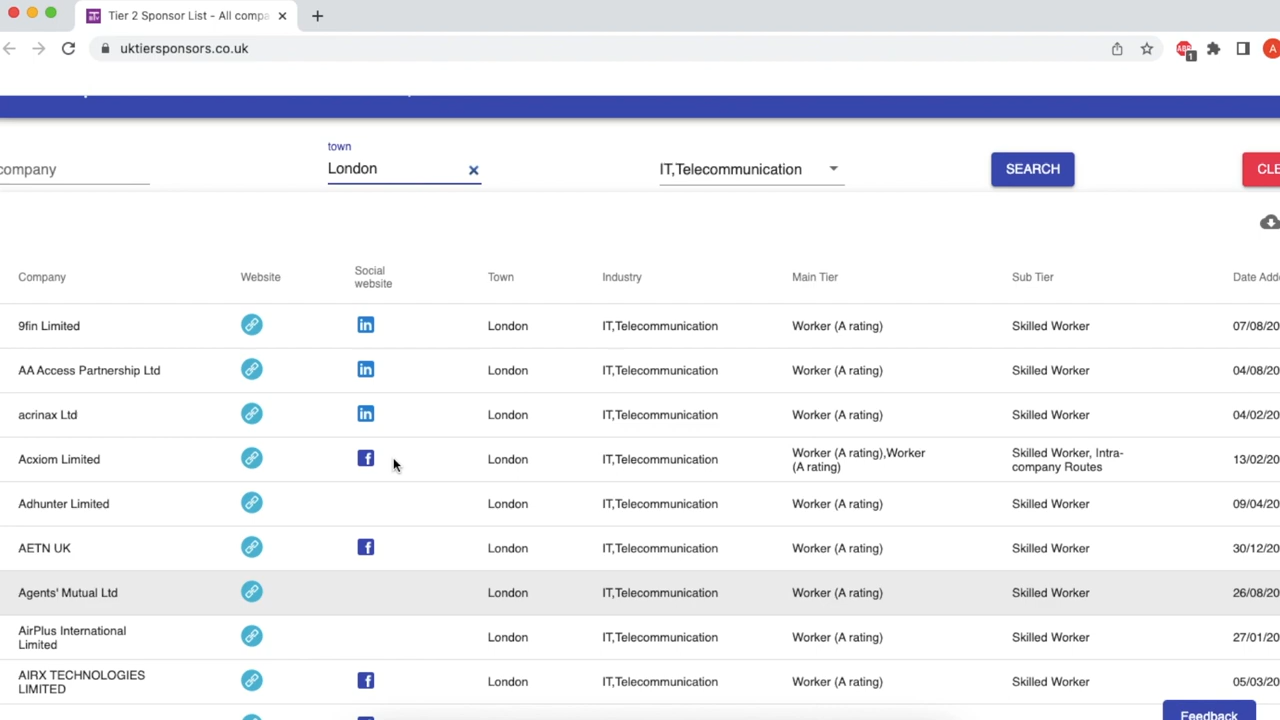 Tier 2 Sponsor List - All compa
uktiersponsors.co.uk
ABP
1
A
town
company
London
IT,Telecommunication
SEARCH
CLE
Company
Website
Social
website
Town
Industry
Main Tier
Sub Tier
Date Adde
9fin Limited
in
London
IT,Telecommunication
Worker (A rating)
Skilled Worker
07/08/20
AA Access Partnership Ltd
in
London
IT,Telecommunication
Worker (A rating)
Skilled Worker
04/08/20
acrinax Ltd
in
London
IT,Telecommunication
Worker (A rating)
Skilled Worker
04/02/20
Acxiom Limited
f
London
IT,Telecommunication
Worker (A rating),Worker
(A rating)
Skilled Worker, Intra-
company Routes
13/02/20
Adhunter Limited
London
IT,Telecommunication
Worker (A rating)
Skilled Worker
09/04/20
AETN UK
f
London
IT,Telecommunication
Worker (A rating)
Skilled Worker
30/12/20
Agents' Mutual Ltd
London
IT,Telecommunication
Worker (A rating)
Skilled Worker
26/08/20
AirPlus International
Limited
London
IT,Telecommunication
Worker (A rating)
Skilled Worker
27/01/20
AIRX TECHNOLOGIES
LIMITED
f
London
IT,Telecommunication
Worker (A rating)
Skilled Worker
05/03/20
Feedback